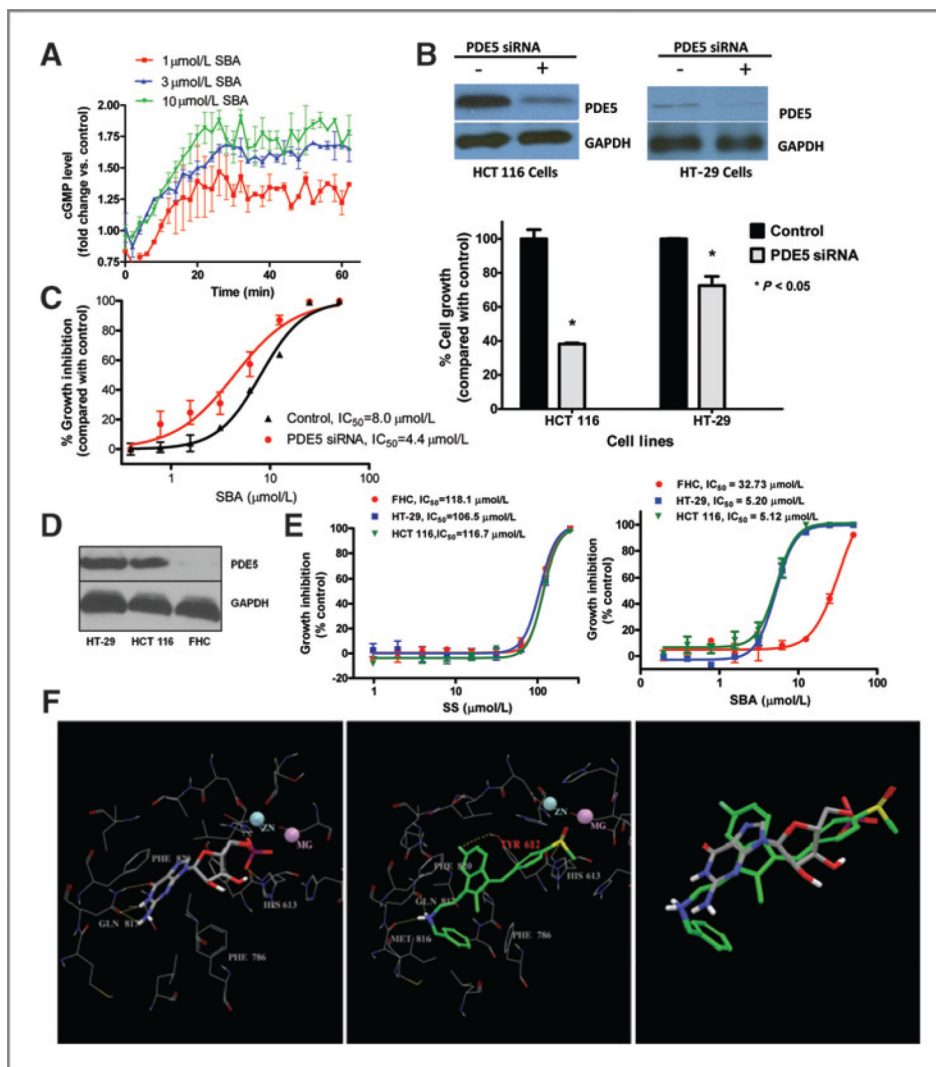 A
1 μmol/L SBA
3 μmol/L SBA
10 μmol/L SBA
cGMP level
(fold change vs. control)
2.00
1.75
1.50
1.25
1.00
0.75
0 20 40 60
Time (min)
B
PDE5 siRNA
- +
PDE5
GAPDH
HCT 116 Cells
PDE5 siRNA
- +
PDE5
GAPDH
HT-29 Cells
% Cell growth
(compared with control)
100
80
60
40
20
0
Control
PDE5 siRNA
* P < 0.05
*
*
HCT 116 HT-29
Cell lines
C
% Growth inhibition
(compared with control)
100
80
60
40
20
0
Control, IC50=8.0 μmol/L
PDE5 siRNA, IC50=4.4 μmol/L
1 10 100
SBA (μmol/L)
D
PDE5
GAPDH
HT-29 HCT 116 FHC
E
FHC, IC50=118.1 μmol/L
HT-29, IC50=106.5 μmol/L
HCT 116,IC50=116.7 μmol/L
Growth inhibition
(% control)
100
80
60
40
20
0
-20
1 10 100
SS (μmol/L)
FHC, IC50 = 32.73 μmol/L
HT-29, IC50 = 5.20 μmol/L
HCT 116, IC50 = 5.12 μmol/L
Growth inhibition
(% control)
100
80
60
40
20
0
0 1 10 100
SBA (μmol/L)
F
ZN
MG
PHE 820
HIS 613
GLN 817
PHE 786
ZN
MG
TYR 612
PHE 820
HIS 613
GLN 817
MET 816
PHE 786